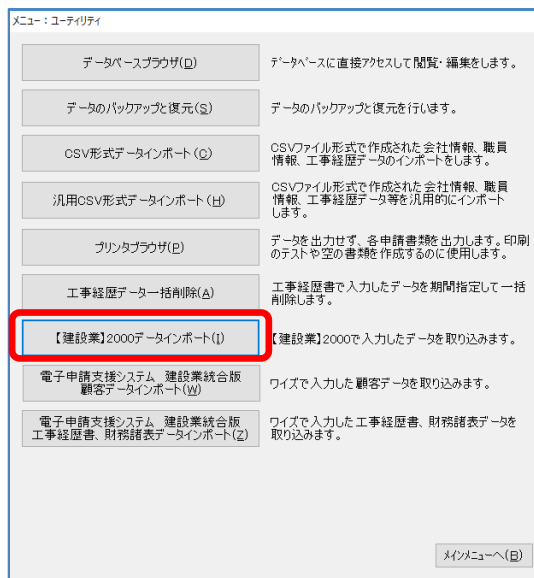 メニュー：ユーティリティ
データベースブラウザ(D)
データベースに直接アクセスして閲覧・編集をします。
データのバックアップと復元(S)
データのバックアップと復元を行います。
CSV形式データインポート(C)
CSVファイル形式で作成された会社情報、職員
情報、工事経歴データのインポートをします。
汎用CSV形式データインポート(H)
CSVファイル形式で作成された会社情報、職員
情報、工事経歴データ等を汎用的にインポート
します。
プリンタブラウザ(P)
データを出力せず、各申請書類を出力します。印刷
のテストや空の書類を作成するのに使用します。
工事経歴データ一括削除(A)
工事経歴書で入力したデータを期間指定して一括
削除します。
【建設業】2000データインポート(I)
【建設業】2000で入力したデータを取り込みます。
電子申請支援システム 建設業統合版
顧客データインポート(W)
ワイズで入力した顧客データを取り込みます。
電子申請支援システム 建設業統合版
工事経歴書、財務諸表データインポート(Z)
ワイズで入力した工事経歴書、財務諸表データを
取り込みます。
メインメニューへ(B)